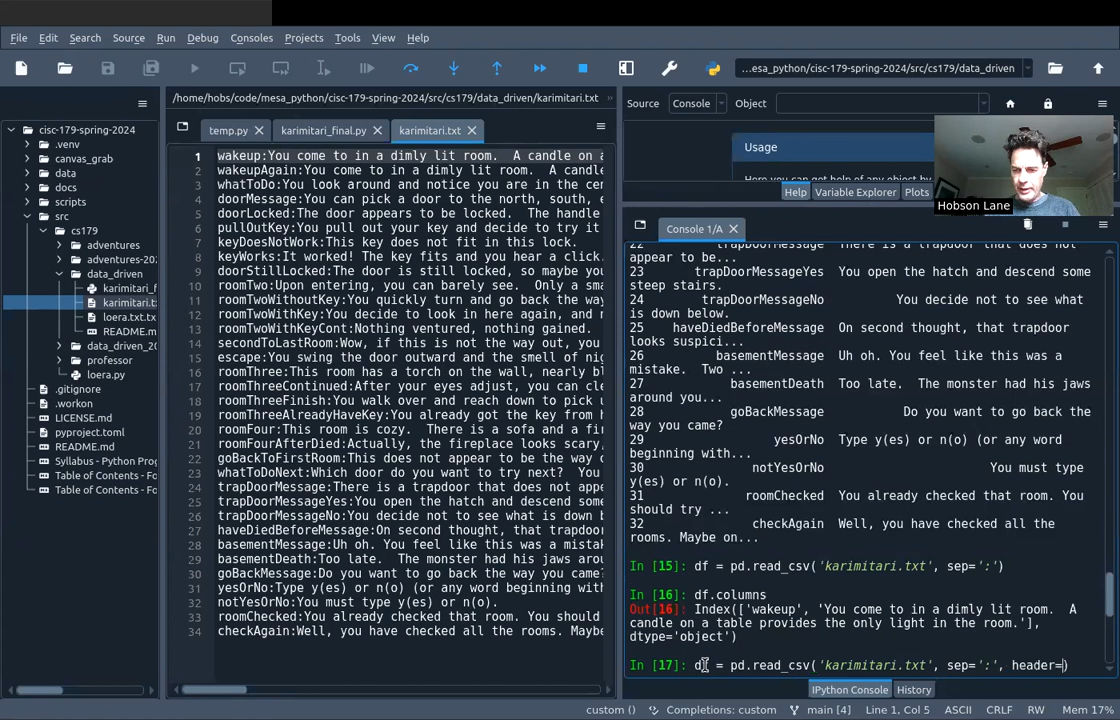 File Edit Search Source Run Debug Consoles Projects Tools View Help
...esa_python/cisc-179-spring-2024/src/cs179/data_driven
/home/hobs/code/mesa_python/cisc-179-spring-2024/src/cs179/data_driven/karimitari.txt
temp.py
karimitari_final.py
karimitari.txt
cisc-179-spring-2024
.venv
canvas_grab
data
docs
scripts
src
cs179
adventures
adventures-202
data_driven
karimitari_f
karimitari.tx
loera.txt.tx
README.m
data_driven_20
professor
loera.py
.gitignore
.workon
LICENSE.md
pyproject.toml
README.md
Syllabus - Python Prog
Table of Contents - Fo
Table of Contents - Fo
1 wakeup:You come to in a dimly lit room.  A candle on a
2 wakeupAgain:You come to in a dimly lit room.  A candle
3 whatToDo:You look around and notice you are in the cen
4 doorMessage:You can pick a door to the north, south, e
5 doorLocked:The door appears to be locked.  The handle
6 pullOutKey:You pull out your key and decide to try it
7 keyDoesNotWork:This key does not fit in this lock.
8 keyWorks:It worked! The key fits and you hear a click.
9 doorStillLocked:The door is still locked, so maybe you
10 roomTwo:Upon entering, you can barely see.  Only a sma
11 roomTwoWithoutKey:You quickly turn and go back the way
12 roomTwoWithKey:You decide to look in here again, and n
13 roomTwoWithKeyCont:Nothing ventured, nothing gained.
14 secondToLastRoom:Wow, if this is not the way out, you
15 escape:You swing the door outward and the smell of nig
16 roomThree:This room has a torch on the wall, nearly bl
17 roomThreeContinued:After your eyes adjust, you can cle
18 roomThreeFinish:You walk over and reach down to pick u
19 roomThreeAlreadyHaveKey:You already got the key from h
20 roomFour:This room is cozy.  There is a sofa and a fir
21 roomFourAfterDied:Actually, the fireplace looks scary,
22 goBackToFirstRoom:This does not appear to be the way o
23 whatToDoNext:Which door do you want to try next?  You
24 trapDoorMessage:There is a trapdoor that does not appe
25 trapDoorMessageYes:You open the hatch and descend some
26 trapDoorMessageNo:You decide not to see what is down b
27 haveDiedBeforeMessage:On second thought, that trapdoor
28 basementMessage:Uh oh. You feel like this was a mistak
29 basementDeath:Too late.  The monster had his jaws arou
30 goBackMessage:Do you want to go back the way you came?
31 yesOrNo:Type y(es) or n(o) (or any word beginning with
32 notYesOrNo:You must type y(es) or n(o).
33 roomChecked:You already checked that room. You should
34 checkAgain:Well, you have checked all the rooms. Maybe
Source Console Object
Usage
Here you can get help of any object by
Help Variable Explorer Plots
Hobson Lane
Console 1/A
22 trapDoorMessage There is a trapdoor that does not
appear to be...
23 trapDoorMessageYes You open the hatch and descend some
steep stairs.
24 trapDoorMessageNo You decide not to see what
is down below.
25 haveDiedBeforeMessage On second thought, that trapdoor
looks suspici...
26 basementMessage Uh oh. You feel like this was a
mistake.  Two ...
27 basementDeath Too late.  The monster had his jaws
around you...
28 goBackMessage Do you want to go back the
way you came?
29 yesOrNo Type y(es) or n(o) (or any word
beginning with...
30 notYesOrNo You must type
y(es) or n(o).
31 roomChecked You already checked that room. You
should try ...
32 checkAgain Well, you have checked all the
rooms. Maybe on...
In [15]: df = pd.read_csv('karimitari.txt', sep=':')
In [16]: df.columns
Out[16]: Index(['wakeup', 'You come to in a dimly lit room.  A
candle on a table provides the only light in the room.'],
dtype='object')
In [17]: df = pd.read_csv('karimitari.txt', sep=':', header=)
IPython Console History
custom () Completions: custom () main [4] Line 1, Col 5 ASCII CRLF RW Mem 17%